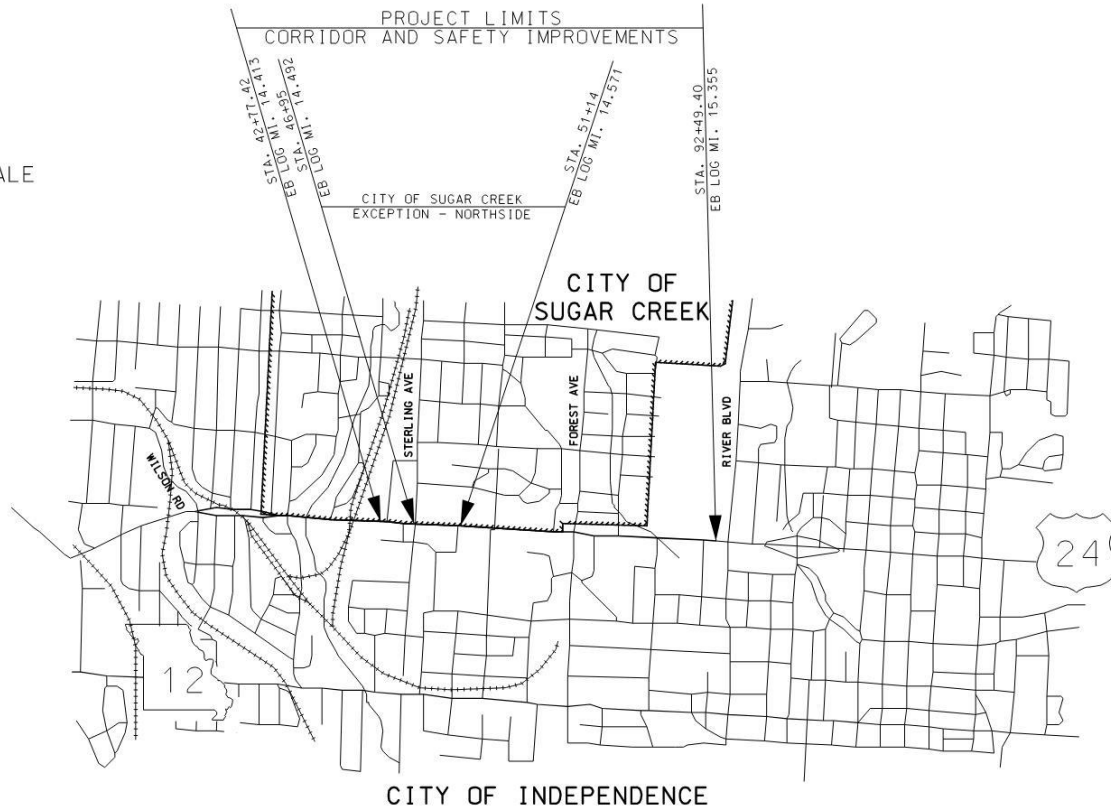 PROJECT LIMITS
CORRIDOR AND SAFETY IMPROVEMENTS
STA. 42+77.42
EB LOG MI. 14.413
STA. 46+95
EB LOG MI. 14.492
STA. 51+14
EB LOG MI. 14.571
STA. 92+49.40
EB LOG MI. 15.355
ALE
CITY OF SUGAR CREEK
EXCEPTION - NORTHSIDE
CITY OF
SUGAR CREEK
STERLING AVE
FOREST AVE
RIVER BLVD
WILSON RD
24
12
CITY OF INDEPENDENCE